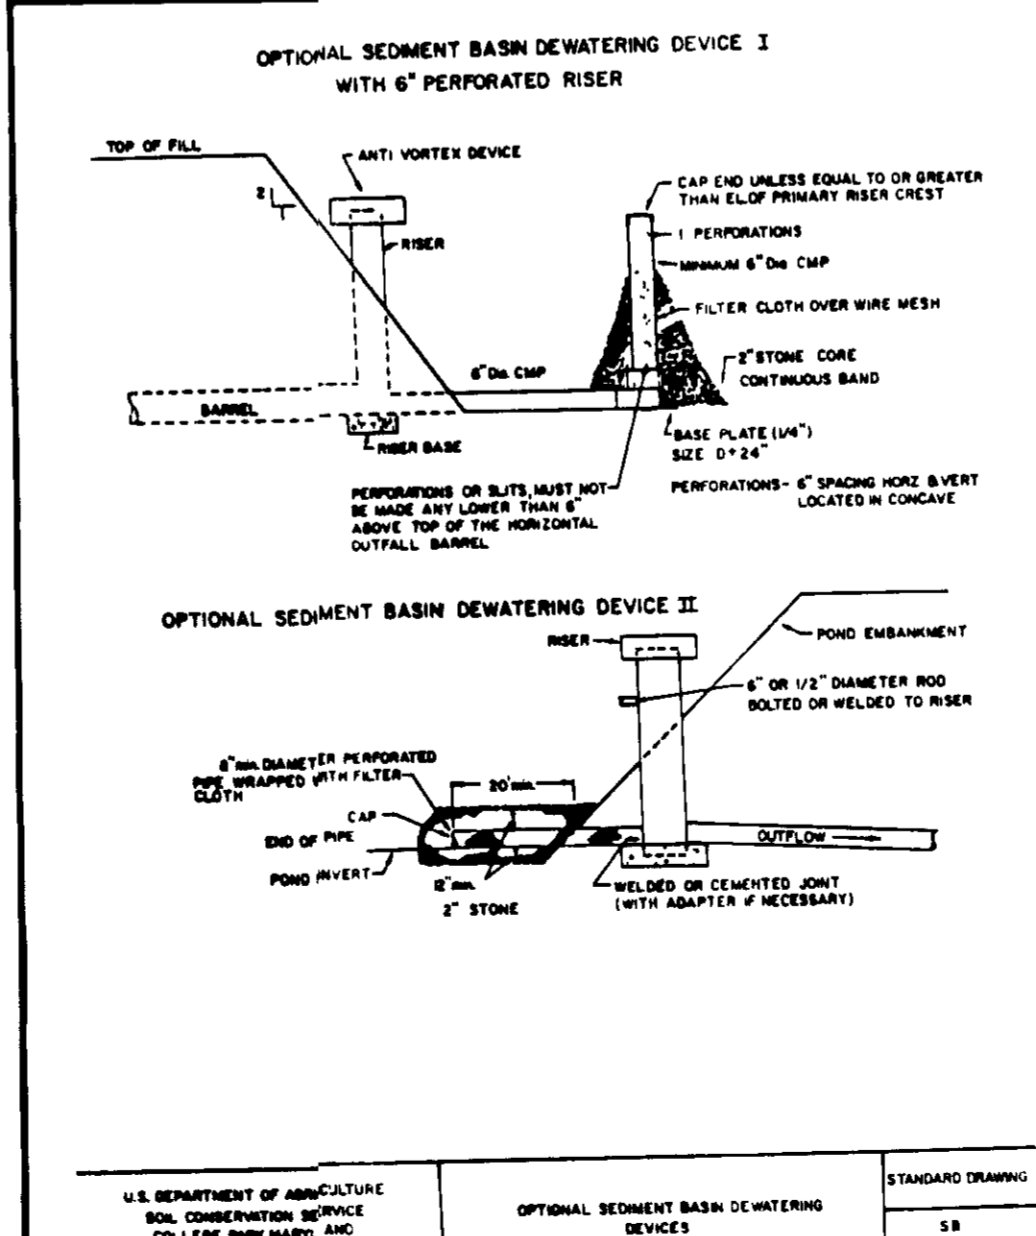 OPTIONAL SEDIMENT BASIN DEWATERING DEVICE I
WITH 6" PERFORATED RISER
TOP OF FILL
ANTI VORTEX DEVICE
2
CAP END UNLESS EQUAL TO OR GREATER
THAN EL.OF PRIMARY RISER CREST
1 PERFORATIONS
RISER
MINIMUM 6" Dia CMP
FILTER CLOTH OVER WIRE MESH
2" STONE CORE
CONTINUOUS BAND
6" Dia. CMP
BARREL
RISER BASE
BASE PLATE (1/4")
SIZE D+24"
PERFORATIONS OR SLITS, MUST NOT
BE MADE ANY LOWER THAN 6"
ABOVE TOP OF THE HORIZONTAL
OUTFALL BARREL
PERFORATIONS- 6" SPACING HORZ & VERT
LOCATED IN CONCAVE
OPTIONAL SEDIMENT BASIN DEWATERING DEVICE II
RISER
POND EMBANKMENT
6" OR 1/2" DIAMETER ROD
BOLTED OR WELDED TO RISER
8" min. DIAMETER PERFORATED
PIPE WRAPPED WITH FILTER
CLOTH
20' min.
CAP
END OF PIPE
OUTFLOW
POND INVERT
12" min.
2" STONE
WELDED OR CEMENTED JOINT
(WITH ADAPTER IF NECESSARY)
U.S. DEPARTMENT OF AGRICULTURE
SOIL CONSERVATION SERVICE
COLLEGE PARK MARYLAND
OPTIONAL SEDIMENT BASIN DEWATERING
DEVICES
STANDARD DRAWING
SB